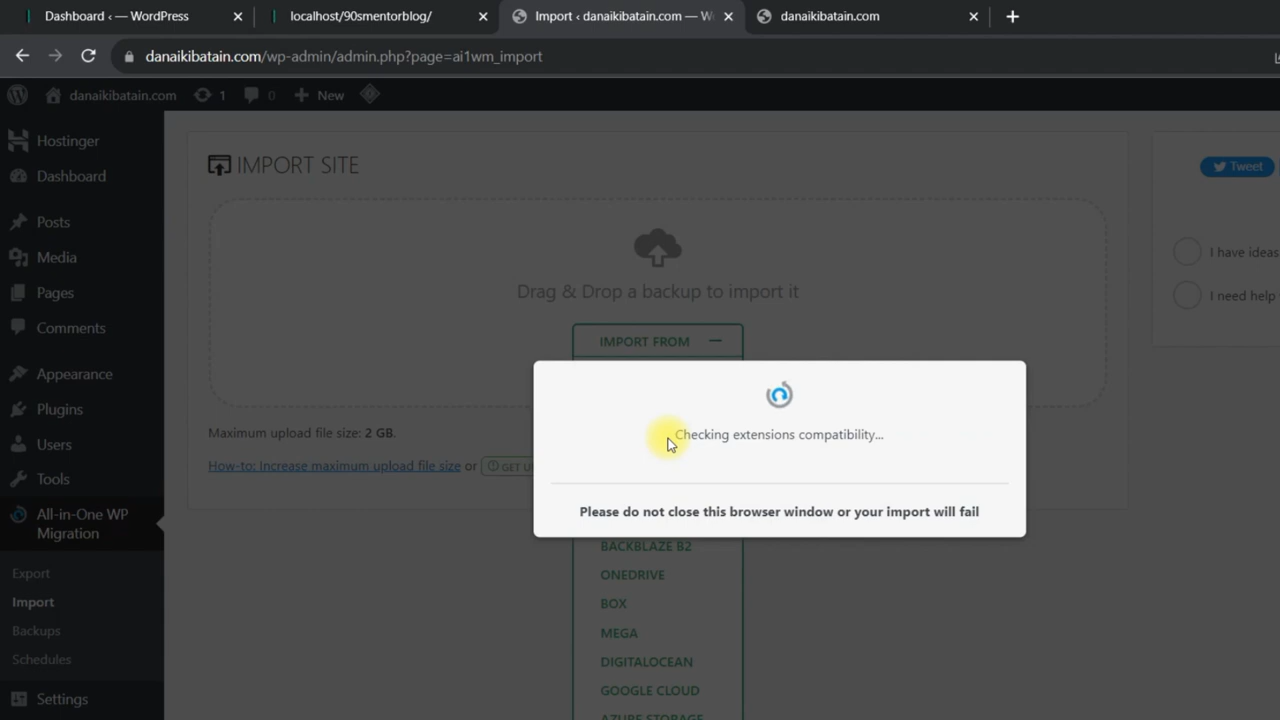 Dashboard ‹ — WordPress
localhost/90smentorblog/
Import ‹ danaikibatain.com — W
danaikibatain.com
danaikibatain.com/wp-admin/admin.php?page=ai1wm_import
danaikibatain.com
1
0
New
Hostinger
Dashboard
Posts
Media
Pages
Comments
Appearance
Plugins
Users
Tools
All-in-One WP
Migration
Export
Import
Backups
Schedules
Settings
IMPORT SITE
Drag & Drop a backup to import it
IMPORT FROM
Maximum upload file size: 2 GB.
How-to: Increase maximum upload file size or
GET
Checking extensions compatibility...
Please do not close this browser window or your import will fail
BACKBLAZE B2
ONEDRIVE
BOX
MEGA
DIGITALOCEAN
GOOGLE CLOUD
AZURE STORAGE
Tweet
I have ideas
I need help